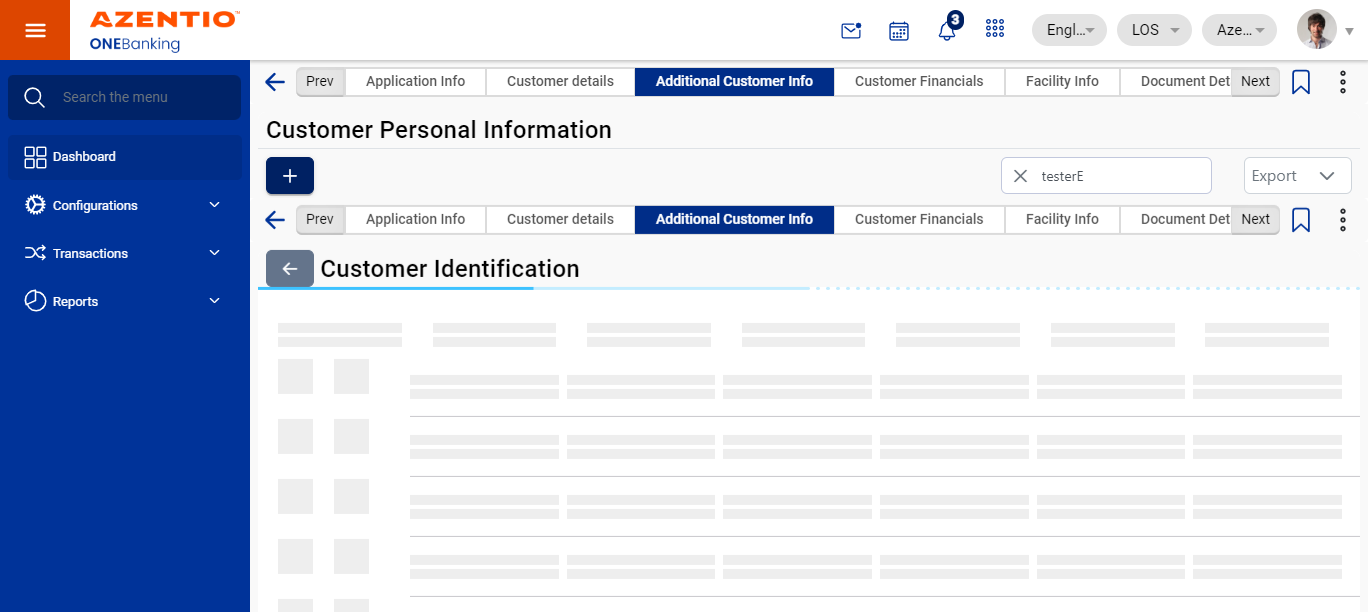 AZENTIO™
ONEBanking
3
Engl...
LOS
Aze...
Search the menu
Dashboard
Configurations
Transactions
Reports
Prev Application Info Customer details Additional Customer Info Customer Financials Facility Info Document Det Next
Customer Personal Information
+
testerE
Export
Prev Application Info Customer details Additional Customer Info Customer Financials Facility Info Document Det Next
Customer Identification